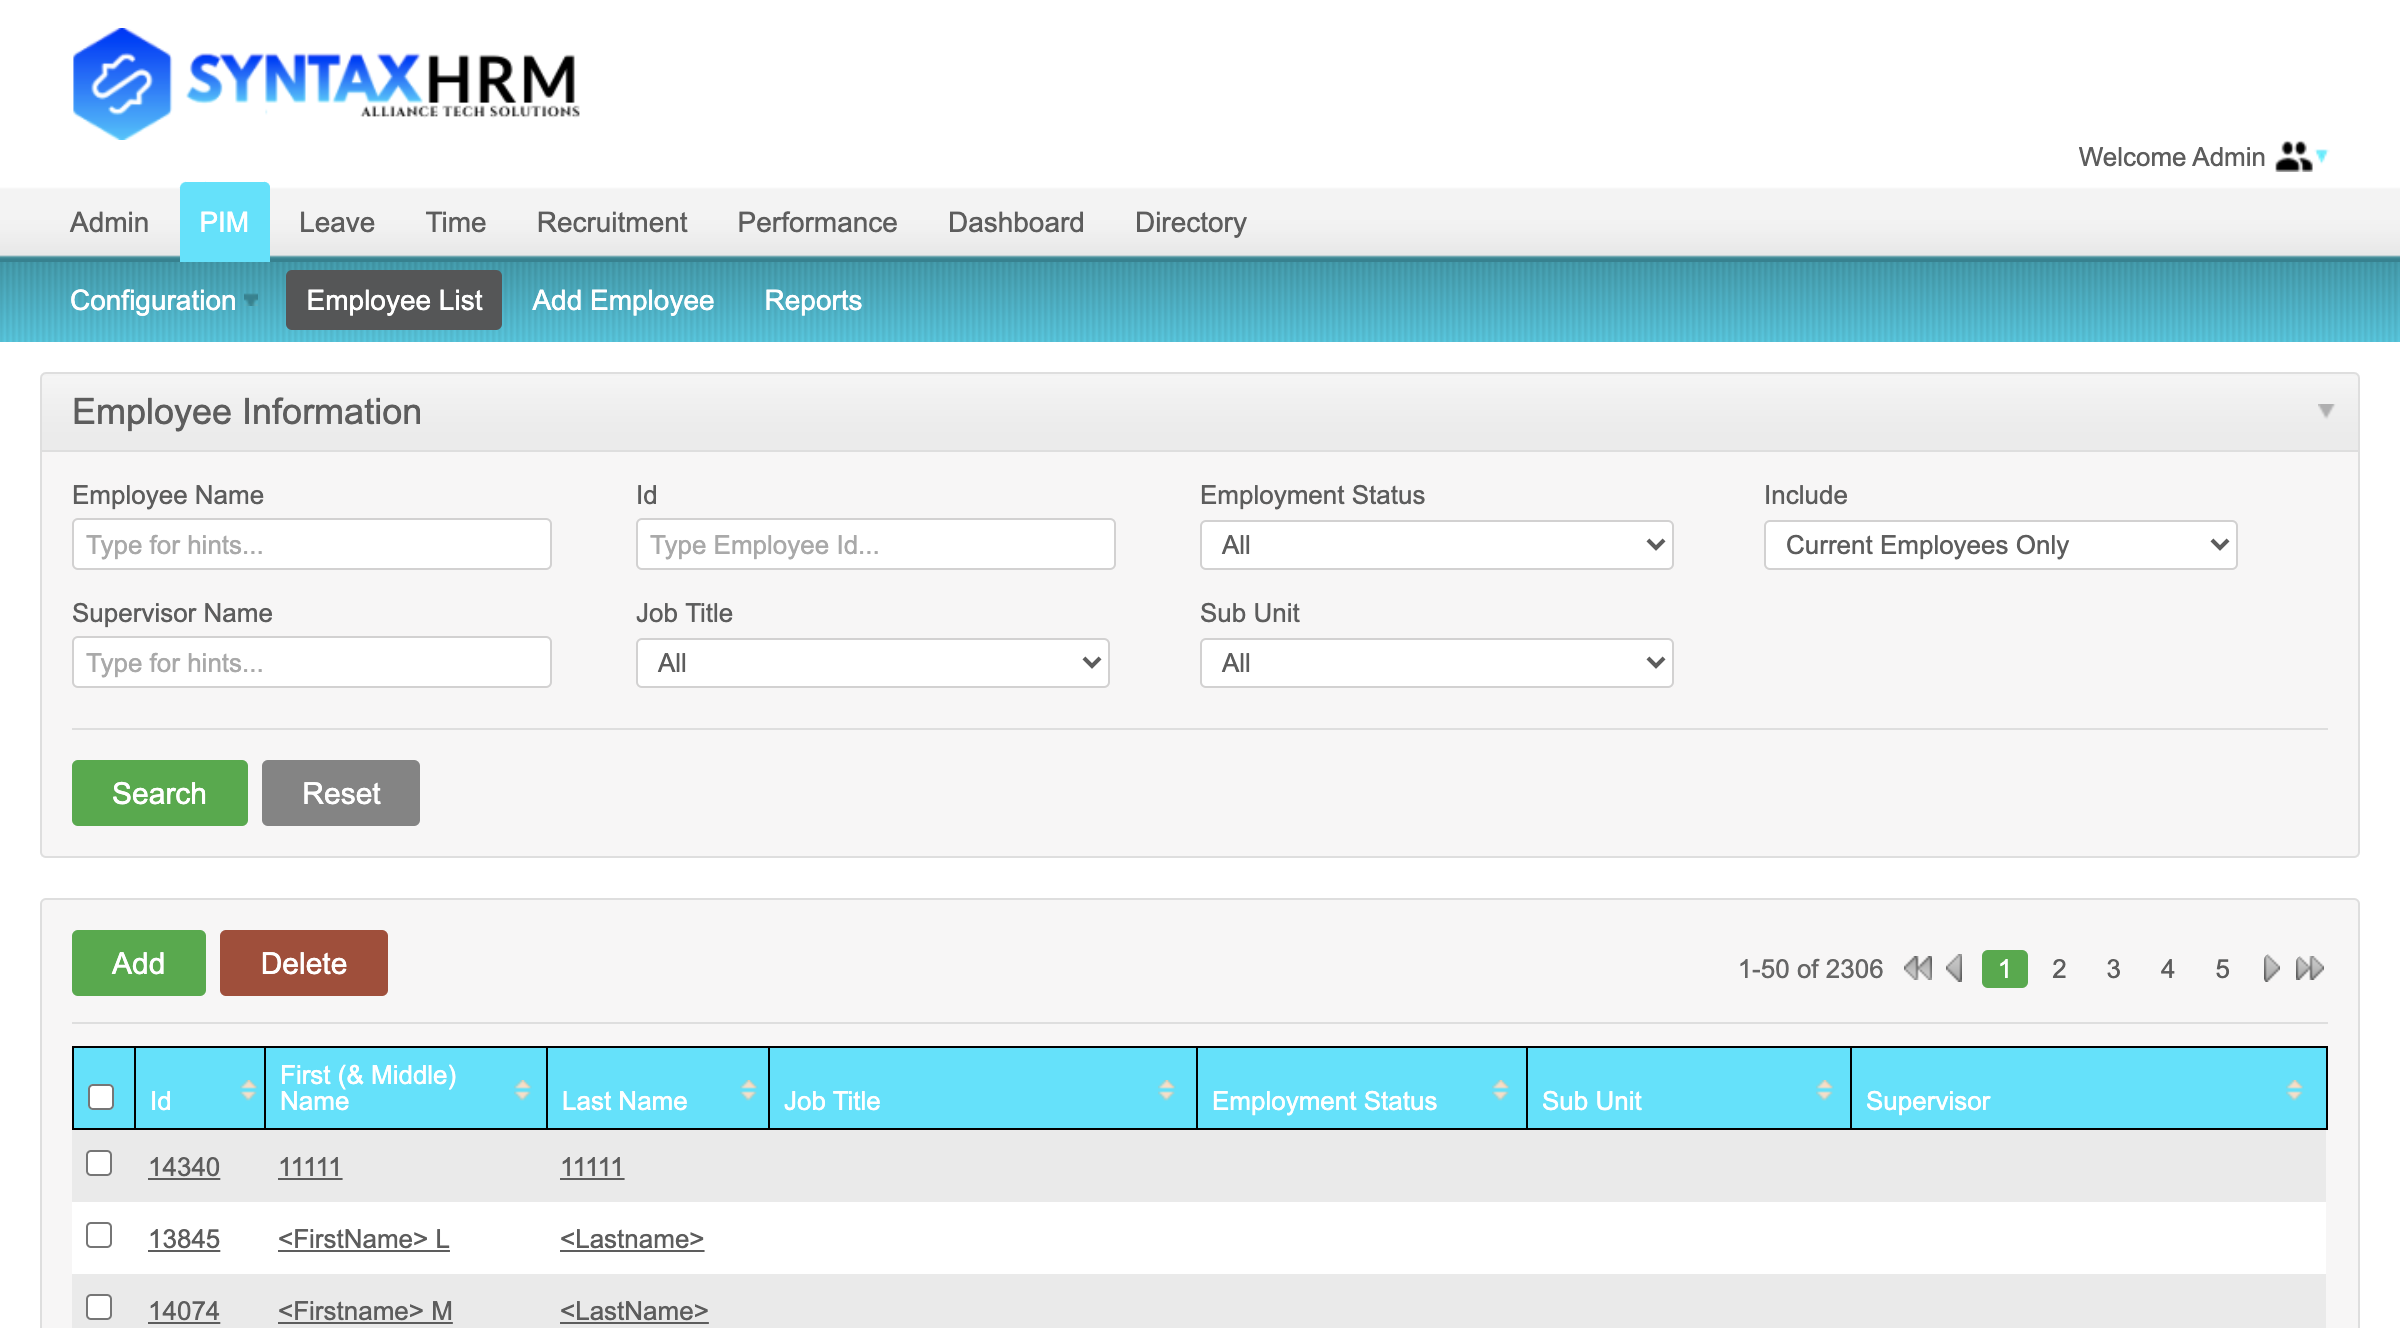 SYNTAXHRM
ALLIANCE TECH SOLUTIONS
Welcome Admin
Admin PIM Leave Time Recruitment Performance Dashboard Directory
Configuration Employee List Add Employee Reports
Employee Information
Employee Name Id Employment Status Include
Type for hints... Type Employee Id... All Current Employees Only
Supervisor Name Job Title Sub Unit
Type for hints... All All
Search Reset
Add Delete 1-50 of 2306 1 2 3 4 5
Id First (& Middle) Name Last Name Job Title Employment Status Sub Unit Supervisor
14340 11111 11111
13845 <FirstName> L <Lastname>
14074 <Firstname> M <LastName>